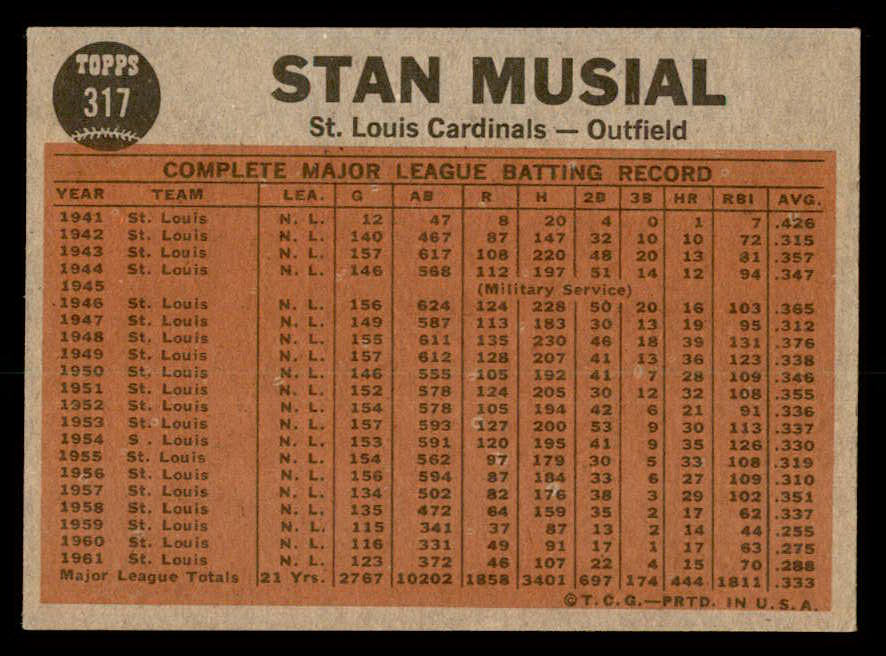 TOPPS
317
STAN MUSIAL
St. Louis Cardinals — Outfield
COMPLETE MAJOR LEAGUE BATTING RECORD
YEAR TEAM LEA. G AB R H 2B 3B HR RBI AVG.
1941 St. Louis N. L. 12 47 8 20 4 0 1 7 .426
1942 St. Louis N. L. 140 467 87 147 32 10 10 72 .315
1943 St. Louis N. L. 157 617 108 220 48 20 13 81 .357
1944 St. Louis N. L. 146 568 112 197 51 14 12 94 .347
1945 (Military Service)
1946 St. Louis N. L. 156 624 124 228 50 20 16 103 .365
1947 St. Louis N. L. 149 587 113 183 30 13 19 95 .312
1948 St. Louis N. L. 155 611 135 230 46 18 39 131 .376
1949 St. Louis N. L. 157 612 128 207 41 13 36 123 .338
1950 St. Louis N. L. 146 555 105 192 41 7 28 109 .346
1951 St. Louis N. L. 152 578 124 205 30 12 32 108 .355
1952 St. Louis N. L. 154 578 105 194 42 6 21 91 .336
1953 St. Louis N. L. 157 593 127 200 53 9 30 113 .337
1954 S . Louis N. L. 153 591 120 195 41 9 35 126 .330
1955 St. Louis N. L. 154 562 97 179 30 5 33 108 .319
1956 St. Louis N. L. 156 594 87 184 33 6 27 109 .310
1957 St. Louis N. L. 134 502 82 176 38 3 29 102 .351
1958 St. Louis N. L. 135 472 64 159 35 2 17 62 .337
1959 St. Louis N. L. 115 341 37 87 13 2 14 44 .255
1960 St. Louis N. L. 116 331 49 91 17 1 17 63 .275
1961 St. Louis N. L. 123 372 46 107 22 4 15 70 .288
Major League Totals 21 Yrs. 2767 10202 1858 3401 697 174 444 1811 .333
©T.C.G.—PRTD. IN U.S.A.